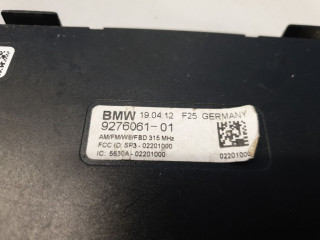 BMW 19.04.12 F25 GERMANY
9276061-01
AM/FM/WB/FBD 315 MHz
FCC ID: SP3 - 02201000
IC: 5630A - 02201000
02201000